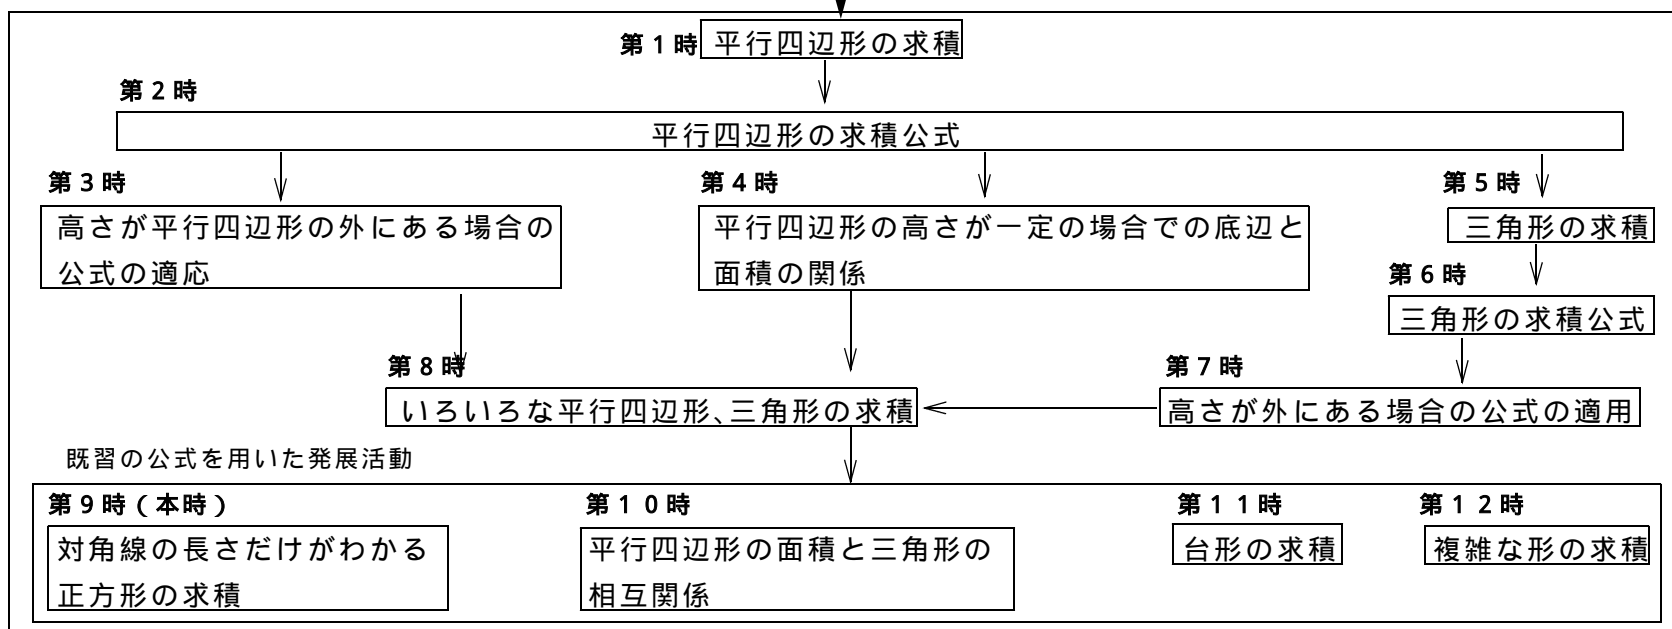 第1時 平行四辺形の求積
第2時
平行四辺形の求積公式
第3時
高さが平行四辺形の外にある場合の
公式の適応
第4時
平行四辺形の高さが一定の場合での底辺と
面積の関係
第5時
三角形の求積
第6時
三角形の求積公式
第7時
高さが外にある場合の公式の適用
第8時
いろいろな平行四辺形、三角形の求積
既習の公式を用いた発展活動
第9時(本時)
対角線の長さだけがわかる
正方形の求積
第10時
平行四辺形の面積と三角形の
相互関係
第11時
台形の求積
第12時
複雑な形の求積